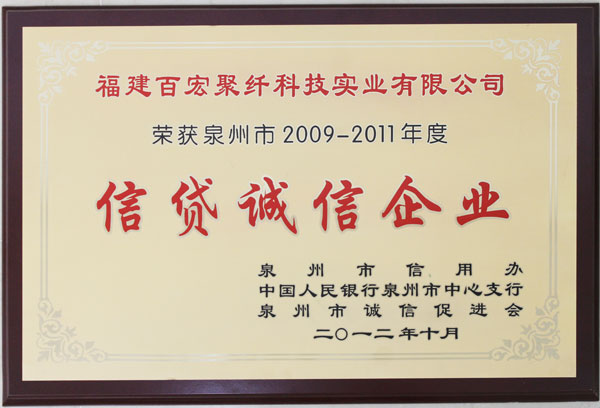 福建百宏聚纤科技实业有限公司
荣获泉州市2009-2011年度
信贷诚信企业
泉州市信用办
中国人民银行泉州市中心支行
泉州市诚信促进会
二〇一二年十月